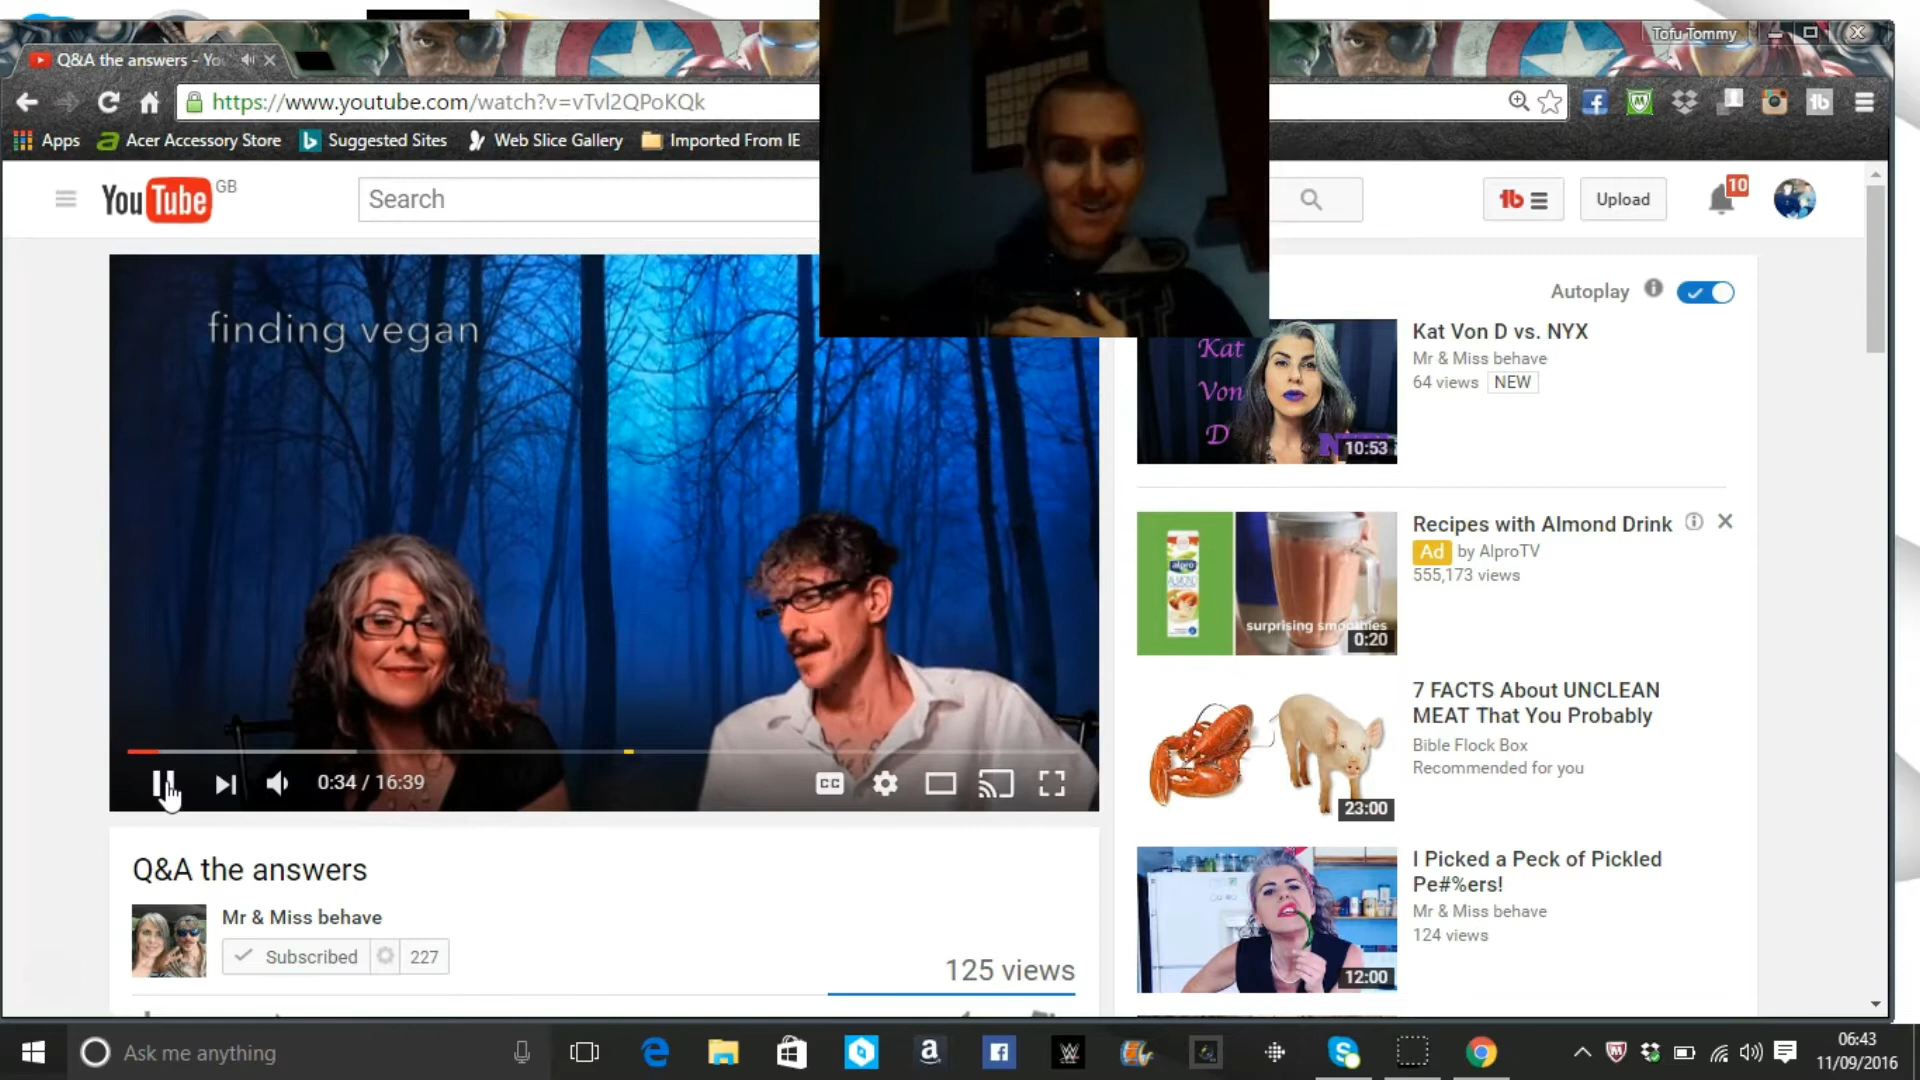 Tofu Tommy
Q&A the answers - Yo
https://www.youtube.com/watch?v=vTvl2QPoKQk
Apps
Acer Accessory Store
Suggested Sites
Web Slice Gallery
Imported From IE
YouTube GB
Search
Upload
10
finding vegan
Autoplay
Kat
Von
D
10:53
Kat Von D vs. NYX
Mr & Miss behave
64 views NEW
alpro
ALMOND
surprising smoothies
0:20
Recipes with Almond Drink
Ad by AlproTV
555,173 views
7 FACTS About UNCLEAN
MEAT That You Probably
Bible Flock Box
Recommended for you
23:00
0:34 / 16:39
CC
Q&A the answers
Mr & Miss behave
Subscribed 227
125 views
I Picked a Peck of Pickled
Pe#%ers!
Mr & Miss behave
124 views
12:00
Ask me anything
06:43
11/09/2016